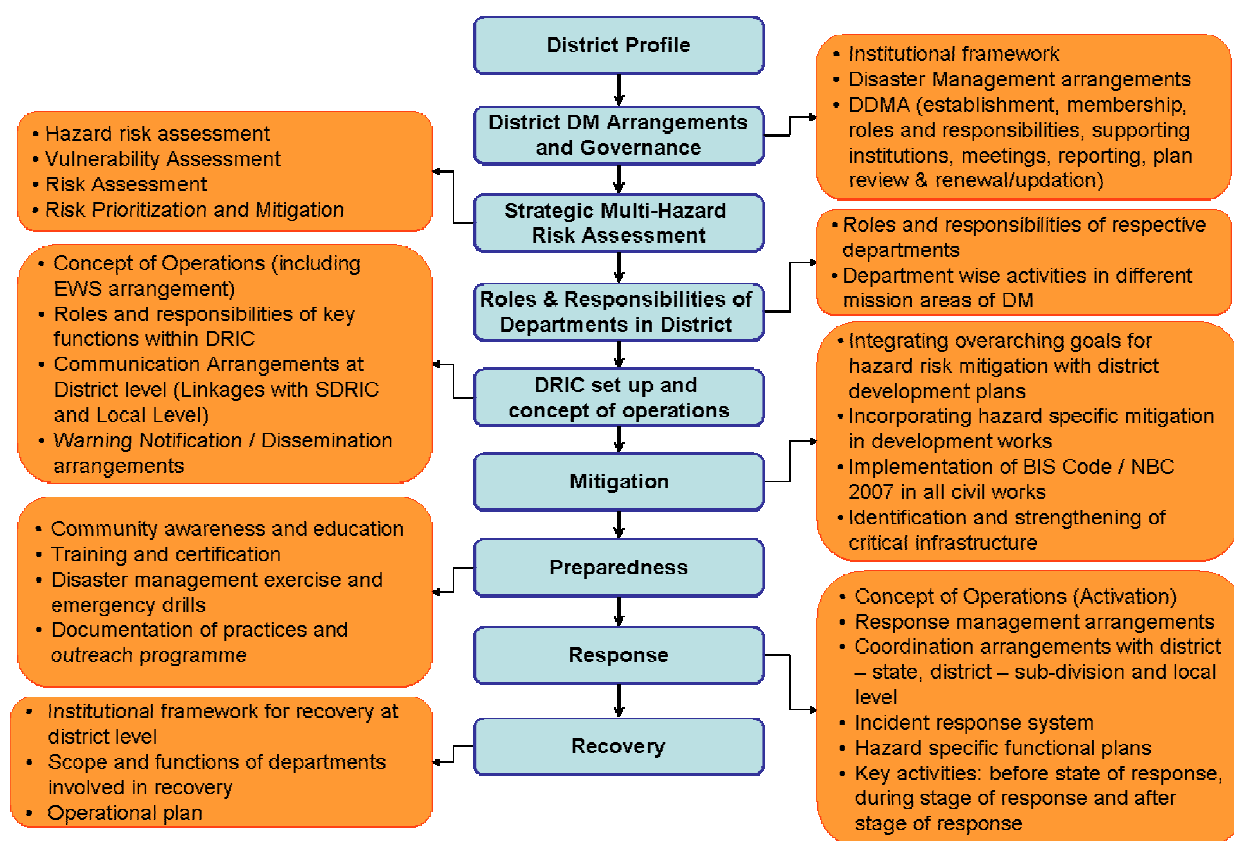 District Profile
District DM Arrangements
and Governance
• Institutional framework
• Disaster Management arrangements
• DDMA (establishment, membership,
roles and responsibilities, supporting
institutions, meetings, reporting, plan
review & renewal/updation)
Strategic Multi-Hazard
Risk Assessment
• Hazard risk assessment
• Vulnerability Assessment
• Risk Assessment
• Risk Prioritization and Mitigation
Roles & Responsibilities of
Departments in District
• Roles and responsibilities of respective
departments
• Department wise activities in different
mission areas of DM
DRIC set up and
concept of operations
• Concept of Operations (including
EWS arrangement)
• Roles and responsibilities of key
functions within DRIC
• Communication Arrangements at
District level (Linkages with SDRIC
and Local Level)
• Warning Notification / Dissemination
arrangements
Mitigation
• Integrating overarching goals for
hazard risk mitigation with district
development plans
• Incorporating hazard specific mitigation
in development works
• Implementation of BIS Code / NBC
2007 in all civil works
• Identification and strengthening of
critical infrastructure
Preparedness
• Community awareness and education
• Training and certification
• Disaster management exercise and
emergency drills
• Documentation of practices and
outreach programme
Response
• Concept of Operations (Activation)
• Response management arrangements
• Coordination arrangements with district
– state, district – sub-division and local
level
• Incident response system
• Hazard specific functional plans
• Key activities: before state of response,
during stage of response and after
stage of response
Recovery
• Institutional framework for recovery at
district level
• Scope and functions of departments
involved in recovery
• Operational plan